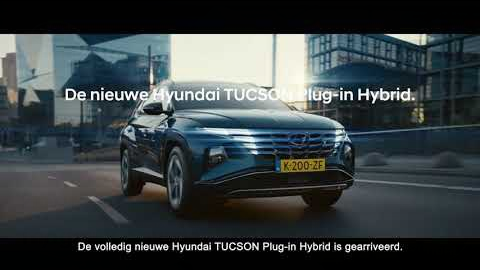 De nieuwe Hyundai TUCSON Plug-in Hybrid.
K-200-ZF
De volledig nieuwe Hyundai TUCSON Plug-in Hybrid is gearriveerd.